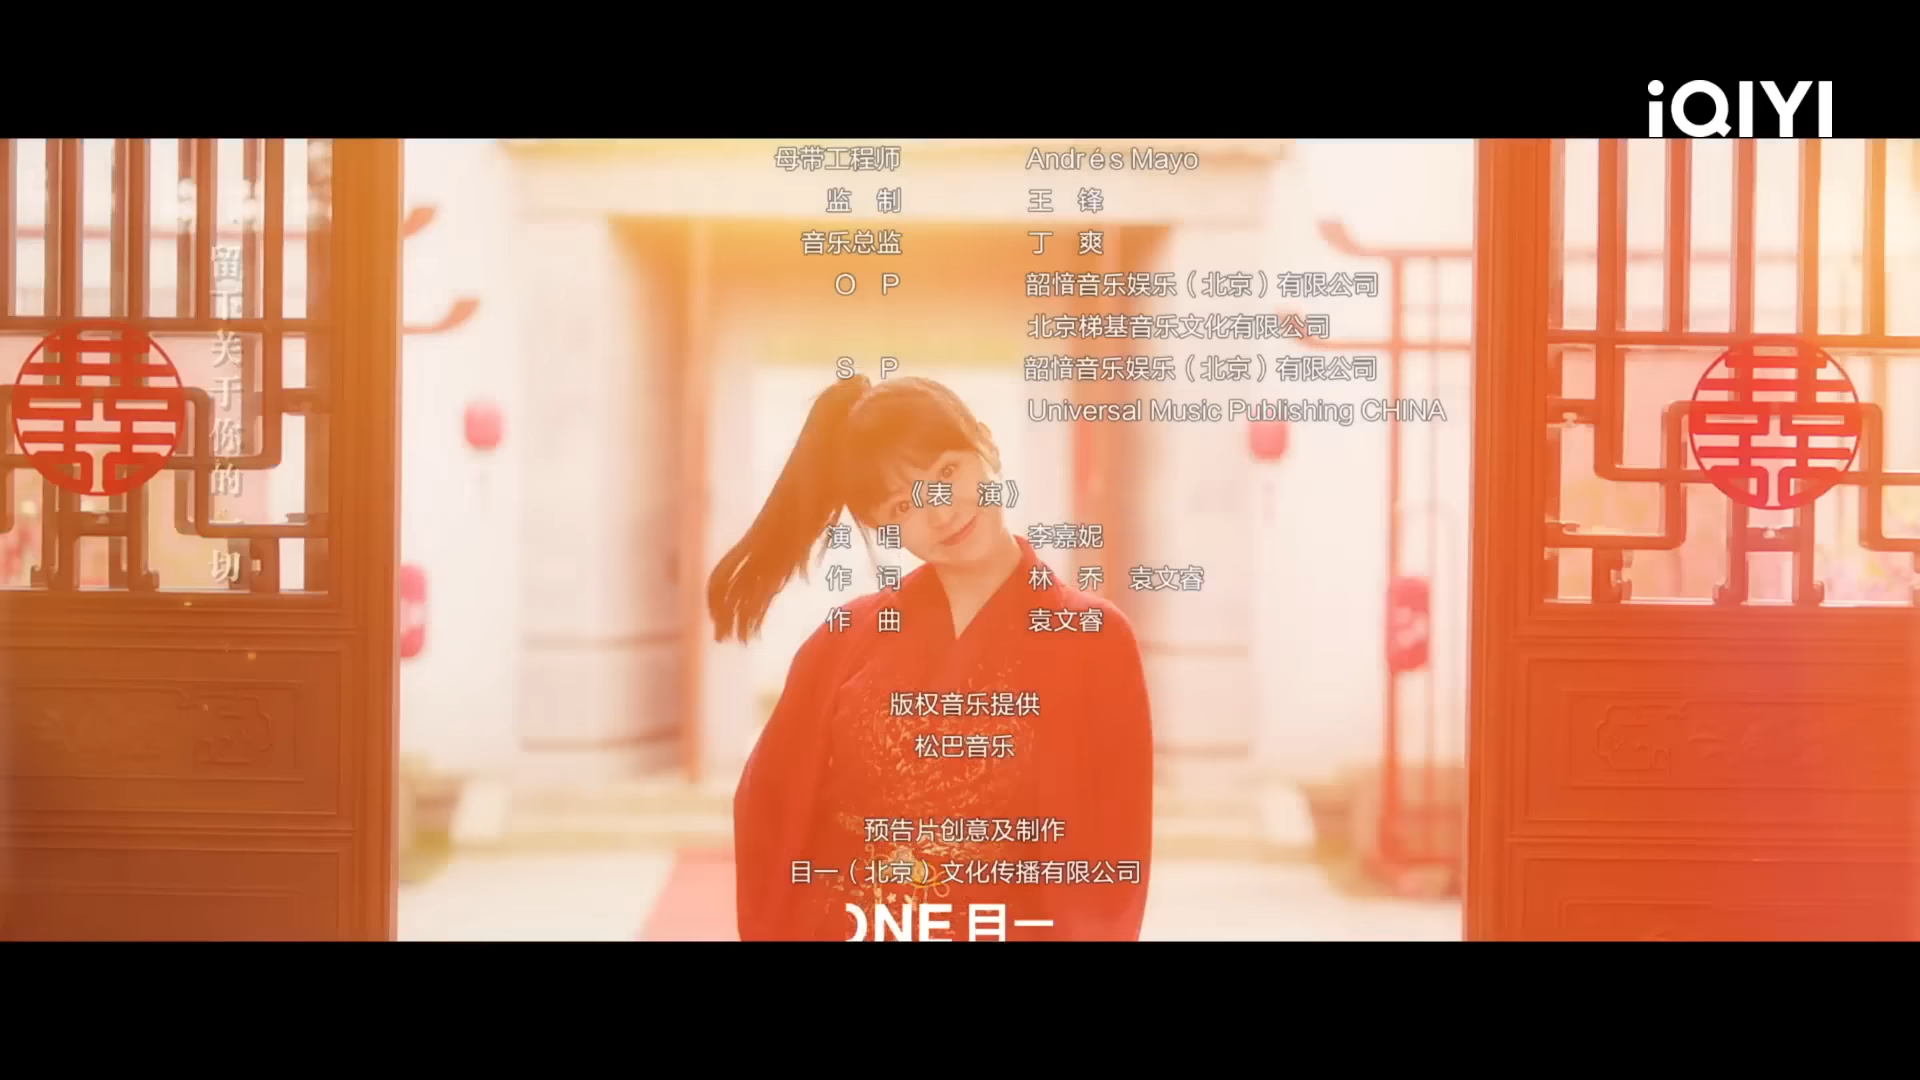 iQIYI
母带工程师 Andrés Mayo
监 制 王 锋
音乐总监 丁 爽
O P 韶愔音乐娱乐（北京）有限公司
北京梯基音乐文化有限公司
S P 韶愔音乐娱乐（北京）有限公司
Universal Music Publishing CHINA
《表 演》
演 唱 李嘉妮
作 词 林 乔 袁文睿
作 曲 袁文睿
版权音乐提供
松巴音乐
预告片创意及制作
目一（北京）文化传播有限公司
ONE 目一
留下关于你的一切